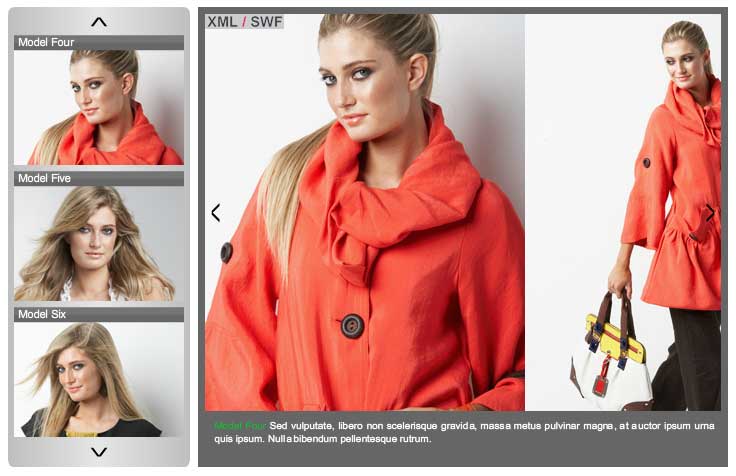 Model Four
Model Five
Model Six
XML / SWF
Model Four Sed vulputate, libero non scelerisque gravida, massa metus pulvinar magna, at auctor ipsum urna
quis ipsum. Nulla bibendum pellentesque rutrum.